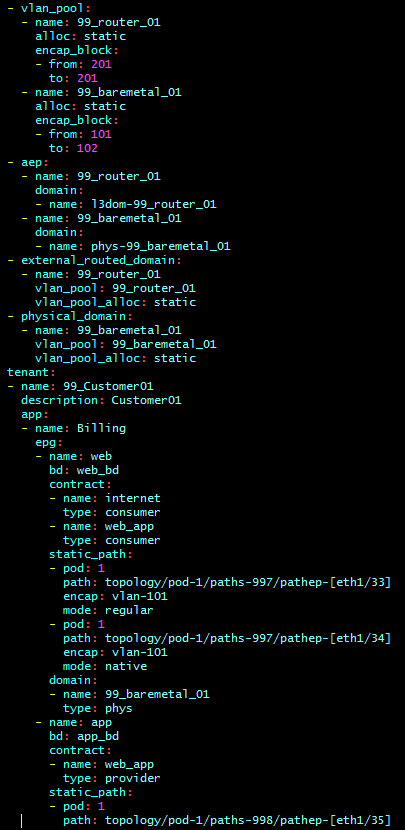 - vlan_pool:
  - name: 99_router_01
    alloc: static
    encap_block:
    - from: 201
      to: 201
  - name: 99_baremetal_01
    alloc: static
    encap_block:
    - from: 101
      to: 102
- aep:
  - name: 99_router_01
    domain:
    - name: l3dom-99_router_01
  - name: 99_baremetal_01
    domain:
    - name: phys-99_baremetal_01
- external_routed_domain:
  - name: 99_router_01
    vlan_pool: 99_router_01
    vlan_pool_alloc: static
- physical_domain:
  - name: 99_baremetal_01
    vlan_pool: 99_baremetal_01
    vlan_pool_alloc: static
tenant:
- name: 99_Customer01
  description: Customer01
  app:
  - name: Billing
    epg:
    - name: web
      bd: web_bd
      contract:
      - name: internet
        type: consumer
      - name: web_app
        type: consumer
      static_path:
      - pod: 1
        path: topology/pod-1/paths-997/pathep-[eth1/33]
        encap: vlan-101
        mode: regular
      - pod: 1
        path: topology/pod-1/paths-997/pathep-[eth1/34]
        encap: vlan-101
        mode: native
      domain:
      - name: 99_baremetal_01
        type: phys
    - name: app
      bd: app_bd
      contract:
      - name: web_app
        type: provider
      static_path:
      - pod: 1
        path: topology/pod-1/paths-998/pathep-[eth1/35]